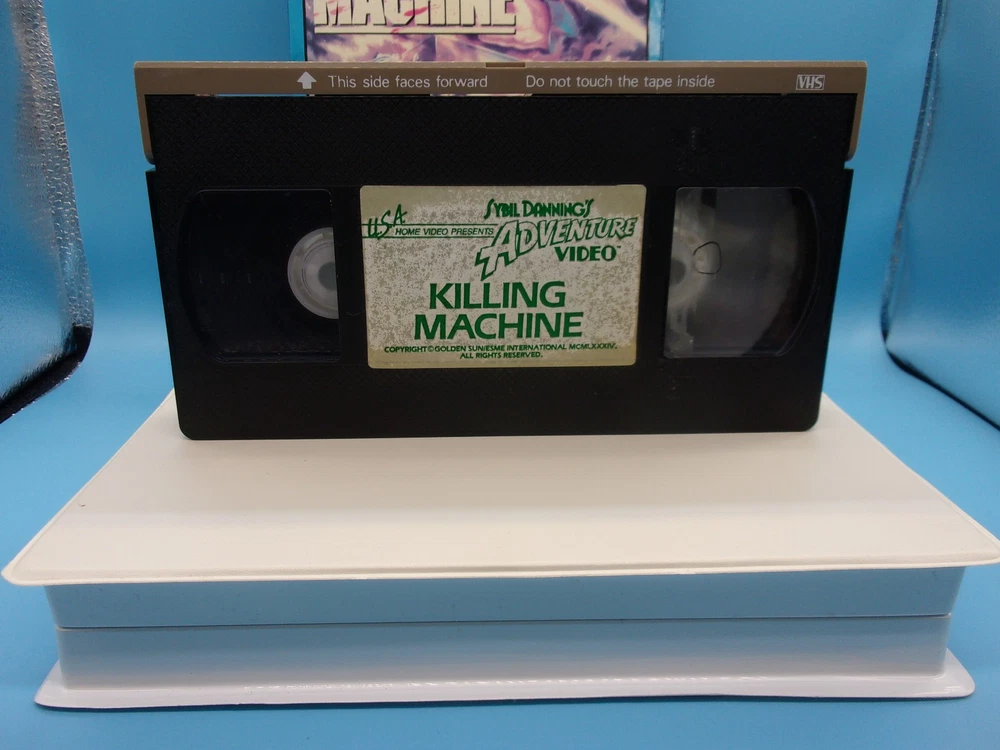 MACHINE
This side faces forward Do not touch the tape inside VHS
USA
HOME VIDEO PRESENTS
SYBIL DANNING'S
ADVENTURE
VIDEO
KILLING
MACHINE
COPYRIGHT © GOLDEN SUN/ESME INTERNATIONAL MCMLXXXIV.
ALL RIGHTS RESERVED.